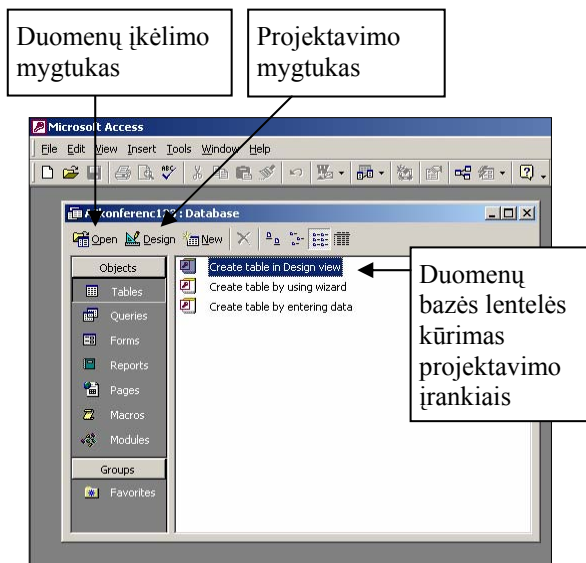 Duomenų įkėlimo
mygtukas
Projektavimo
mygtukas
Microsoft Access
File Edit View Insert Tools Window Help
: Database
Open Design New
Objects
Tables
Queries
Forms
Reports
Pages
Macros
Modules
Groups
Favorites
Create table in Design view
Create table by using wizard
Create table by entering data
Duomenų
bazės lentelės
kūrimas
projektavimo
įrankiais